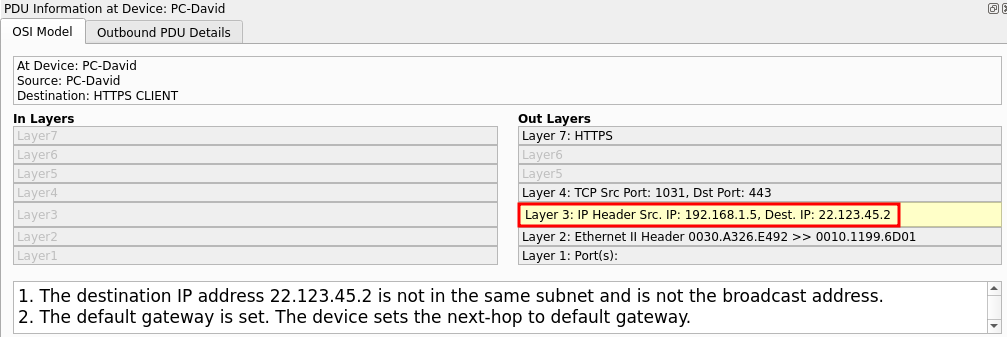 PDU Information at Device: PC-David
OSI Model
Outbound PDU Details
At Device: PC-David
Source: PC-David
Destination: HTTPS CLIENT
In Layers
Layer7
Layer6
Layer5
Layer4
Layer3
Layer2
Layer1
Out Layers
Layer 7: HTTPS
Layer6
Layer5
Layer 4: TCP Src Port: 1031, Dst Port: 443
Layer 3: IP Header Src. IP: 192.168.1.5, Dest. IP: 22.123.45.2
Layer 2: Ethernet II Header 0030.A326.E492 >> 0010.1199.6D01
Layer 1: Port(s):
1. The destination IP address 22.123.45.2 is not in the same subnet and is not the broadcast address.
2. The default gateway is set. The device sets the next-hop to default gateway.